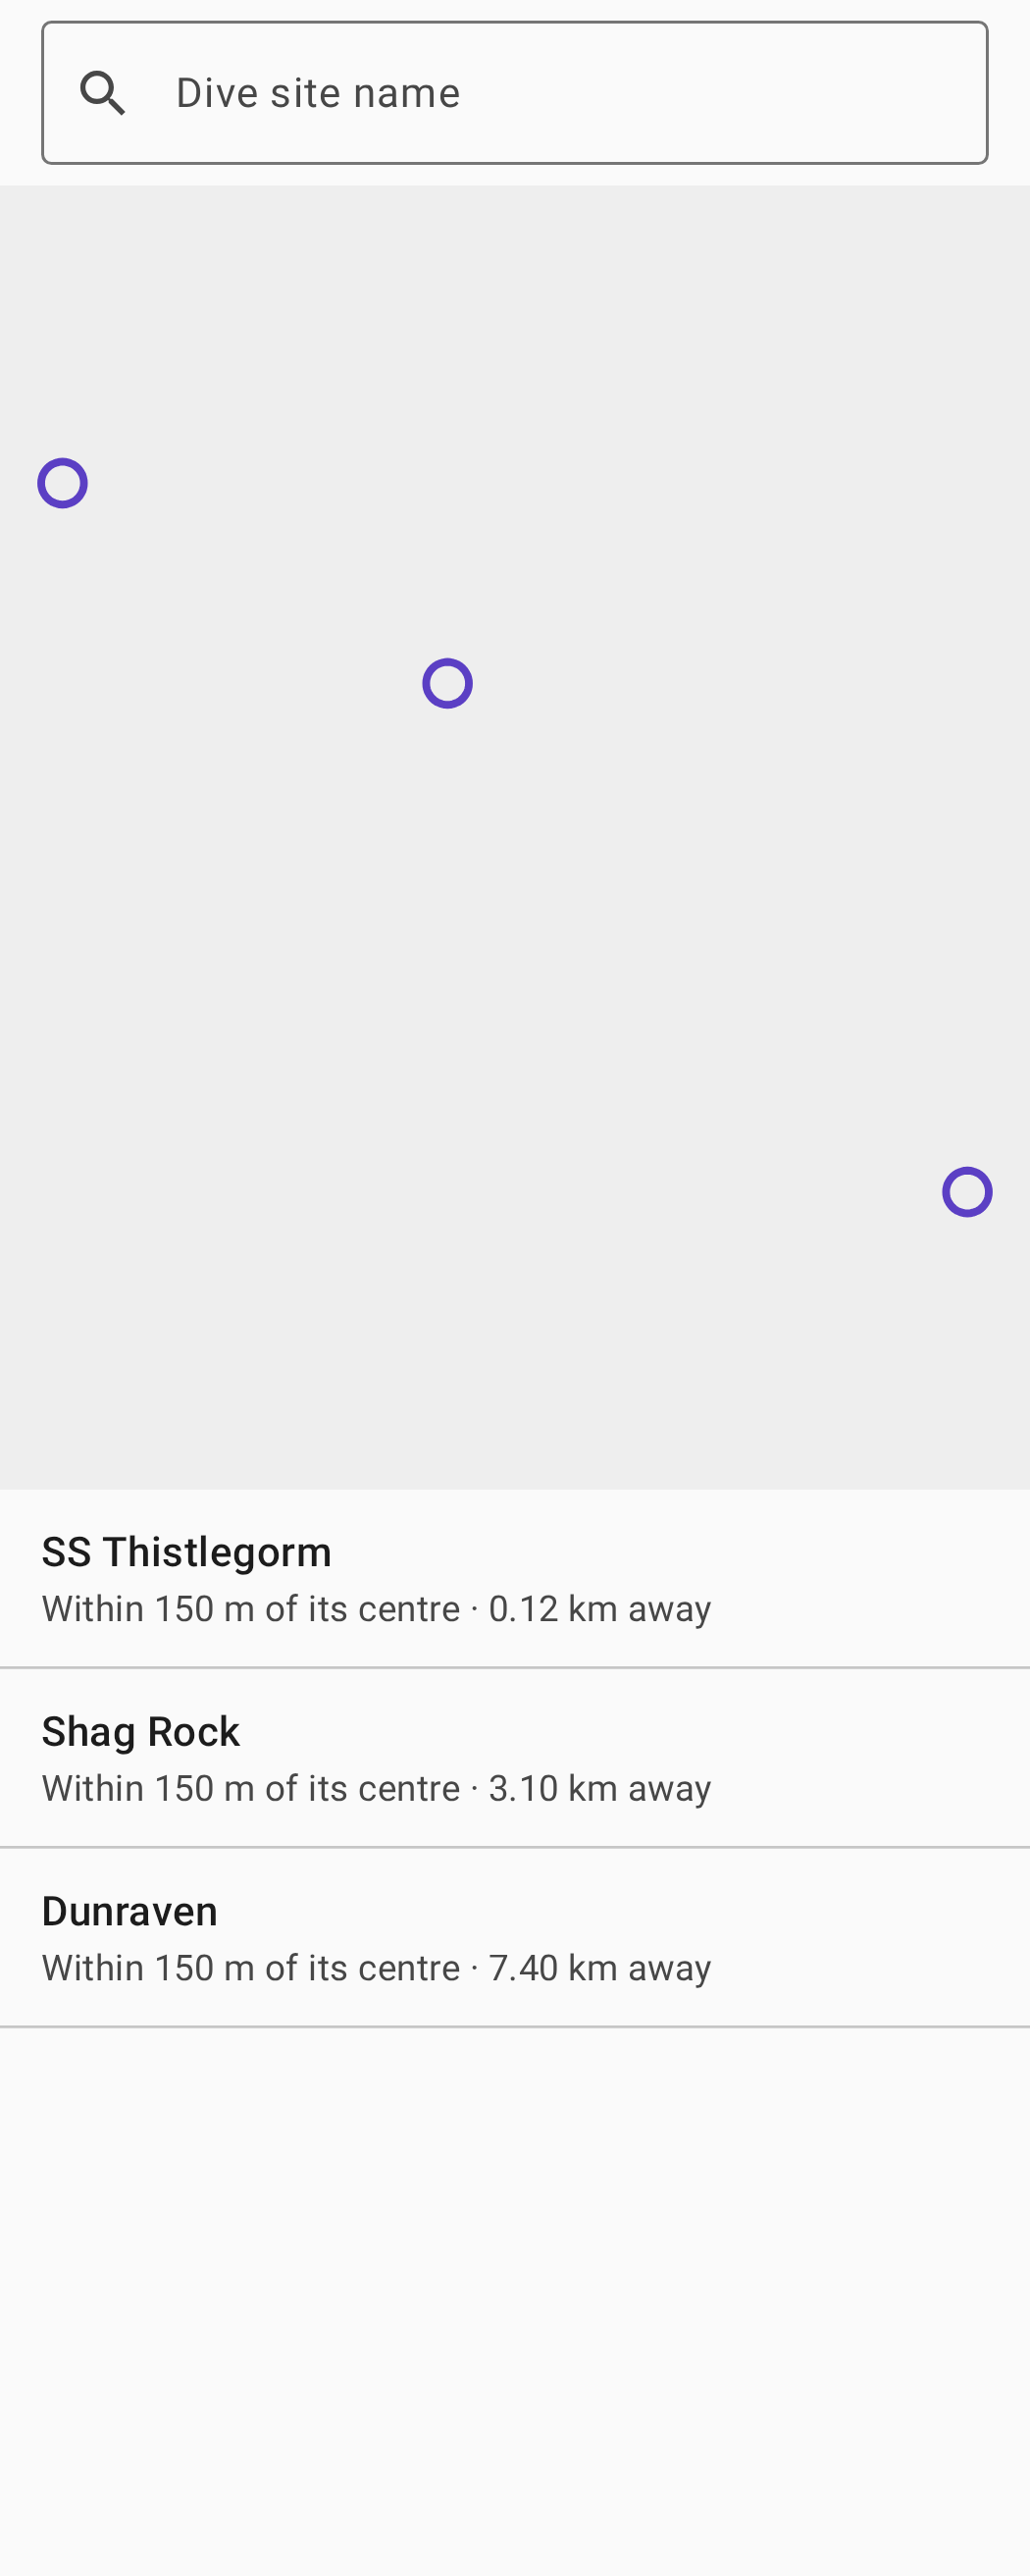 Dive site name
SS Thistlegorm
Within 150 m of its centre · 0.12 km away
Shag Rock
Within 150 m of its centre · 3.10 km away
Dunraven
Within 150 m of its centre · 7.40 km away